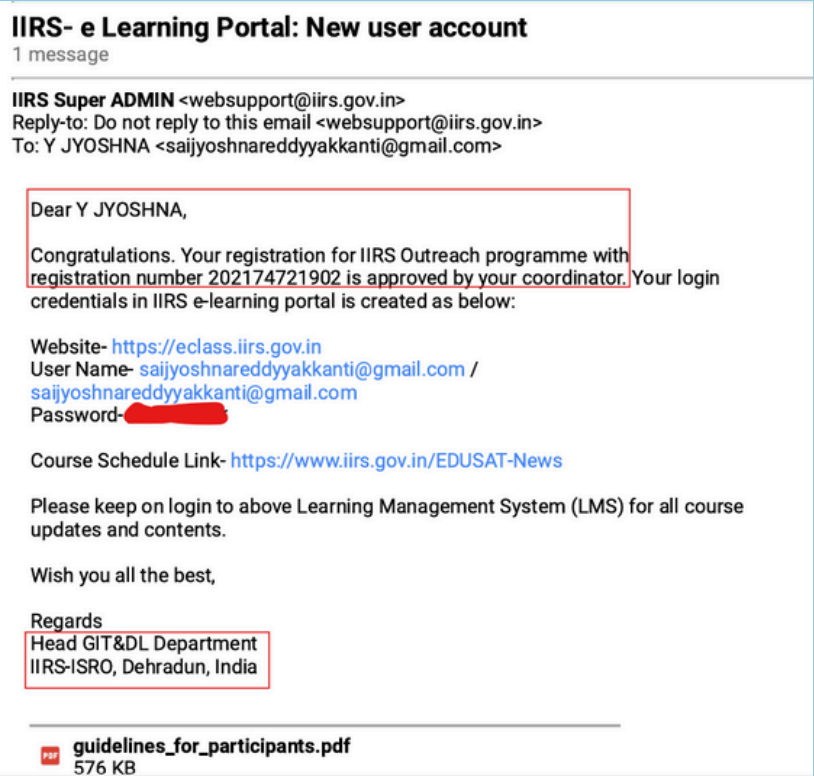 IIRS- e Learning Portal: New user account
1 message
IIRS Super ADMIN <websupport@iirs.gov.in>
Reply-to: Do not reply to this email <websupport@iirs.gov.in>
To: Y JYOSHNA <saijyoshnareddyyakkanti@gmail.com>
Dear Y JYOSHNA,
Congratulations. Your registration for IIRS Outreach programme with
registration number 202174721902 is approved by your coordinator. Your login
credentials in IIRS e-learning portal is created as below:
Website- https://eclass.iirs.gov.in
User Name- saijyoshnareddyyakkanti@gmail.com /
saijyoshnareddyyakkanti@gmail.com
Password-
Course Schedule Link- https://www.iirs.gov.in/EDUSAT-News
Please keep on login to above Learning Management System (LMS) for all course
updates and contents.
Wish you all the best,
Regards
Head GIT&DL Department
IIRS-ISRO, Dehradun, India
PDF guidelines_for_participants.pdf
576 KB